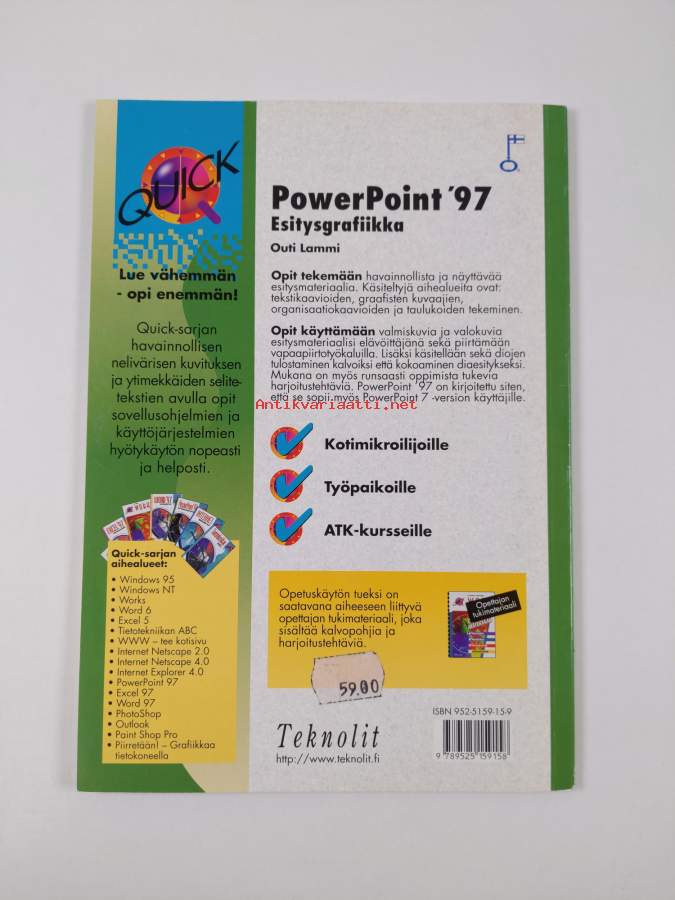 QUICK
Lue vähemmän
- opi enemmän!
Quick-sarjan
havainnollisen
nelivärisen kuvituksen
ja ytimekkäiden selite-
tekstien avulla opit
sovellusohjelmien ja
käyttöjärjestelmien
hyötykäytön nopeasti
ja helposti.
Quick-sarjan
aihealueet:
• Windows 95
• Windows NT
• Works
• Word 6
• Excel 5
• Tietotekniikan ABC
• WWW – tee kotisivu
• Internet Netscape 2.0
• Internet Netscape 4.0
• Internet Explorer 4.0
• PowerPoint 97
• Excel 97
• Word 97
• PhotoShop
• Outlook
• Paint Shop Pro
• Piirretään! – Grafiikkaa
tietokoneella
PowerPoint '97
Esitysgrafiikka
Outi Lammi
Opit tekemään havainnollista ja näyttävää
esitysmateriaalia. Käsiteltyjä aihealueita ovat:
tekstikaavioiden, graafisten kuvaajien,
organisaatiokaavioiden ja taulukoiden tekeminen.
Opit käyttämään valmiskuvia ja valokuvia
esitysmateriaalisi elävöittäjänä sekä piirtämään
vapaapiirtotyökaluilla. Lisäksi käsitellään sekä diojen
tulostaminen kalvoiksi että kokoaminen diaesitykseksi.
Mukana on myös runsaasti oppimista tukevia
harjoitustehtäviä. PowerPoint '97 on kirjoitettu siten,
että se sopii myös PowerPoint 7 -version käyttäjille.
Antikvariaatti.net
Kotimikroilijoille
Työpaikoille
ATK-kursseille
Opetuskäytön tueksi on
saatavana aiheeseen liittyvä
opettajan tukimateriaali, joka
sisältää kalvopohjia ja
harjoitustehtäviä.
Opettajan
tukimateriaali
59.00
Teknolit
http://www.teknolit.fi
ISBN 952-5159-15-9
9 789525 159158